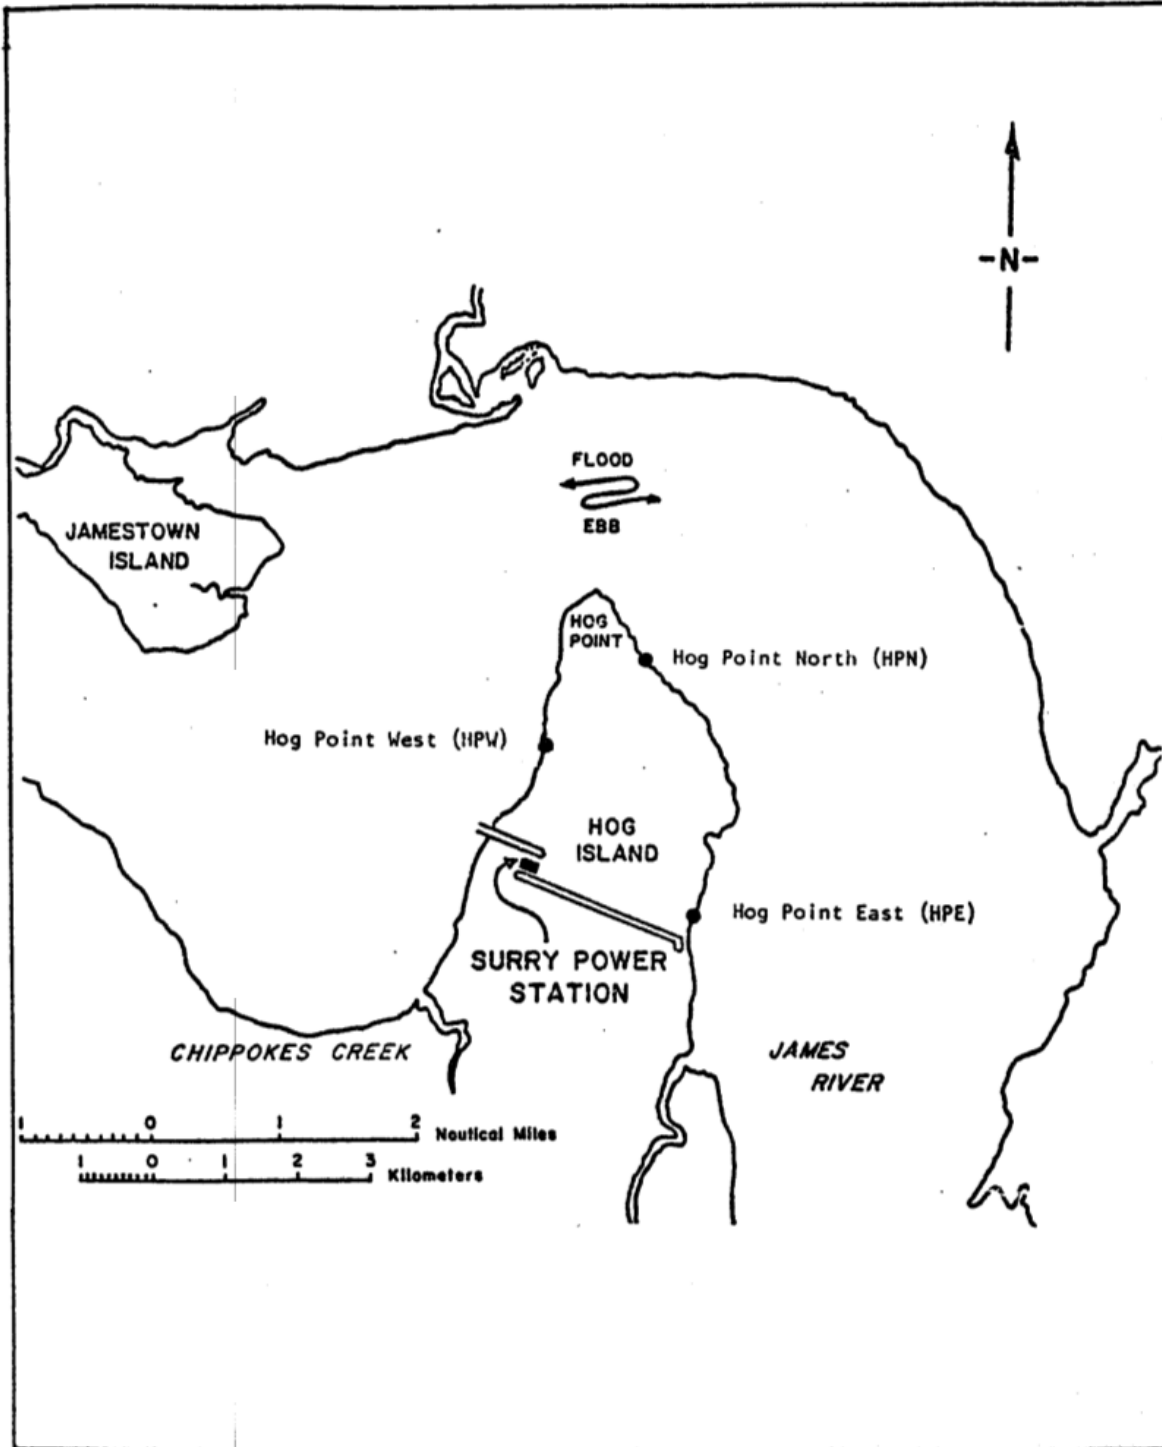 -N-
FLOOD
EBB
JAMESTOWN
ISLAND
HOG
POINT
Hog Point North (HPN)
Hog Point West (HPW)
HOG
ISLAND
Hog Point East (HPE)
SURRY POWER
STATION
CHIPPOKES CREEK
JAMES
RIVER
1 0 1 2 Nautical Miles
1 0 1 2 3 Kilometers